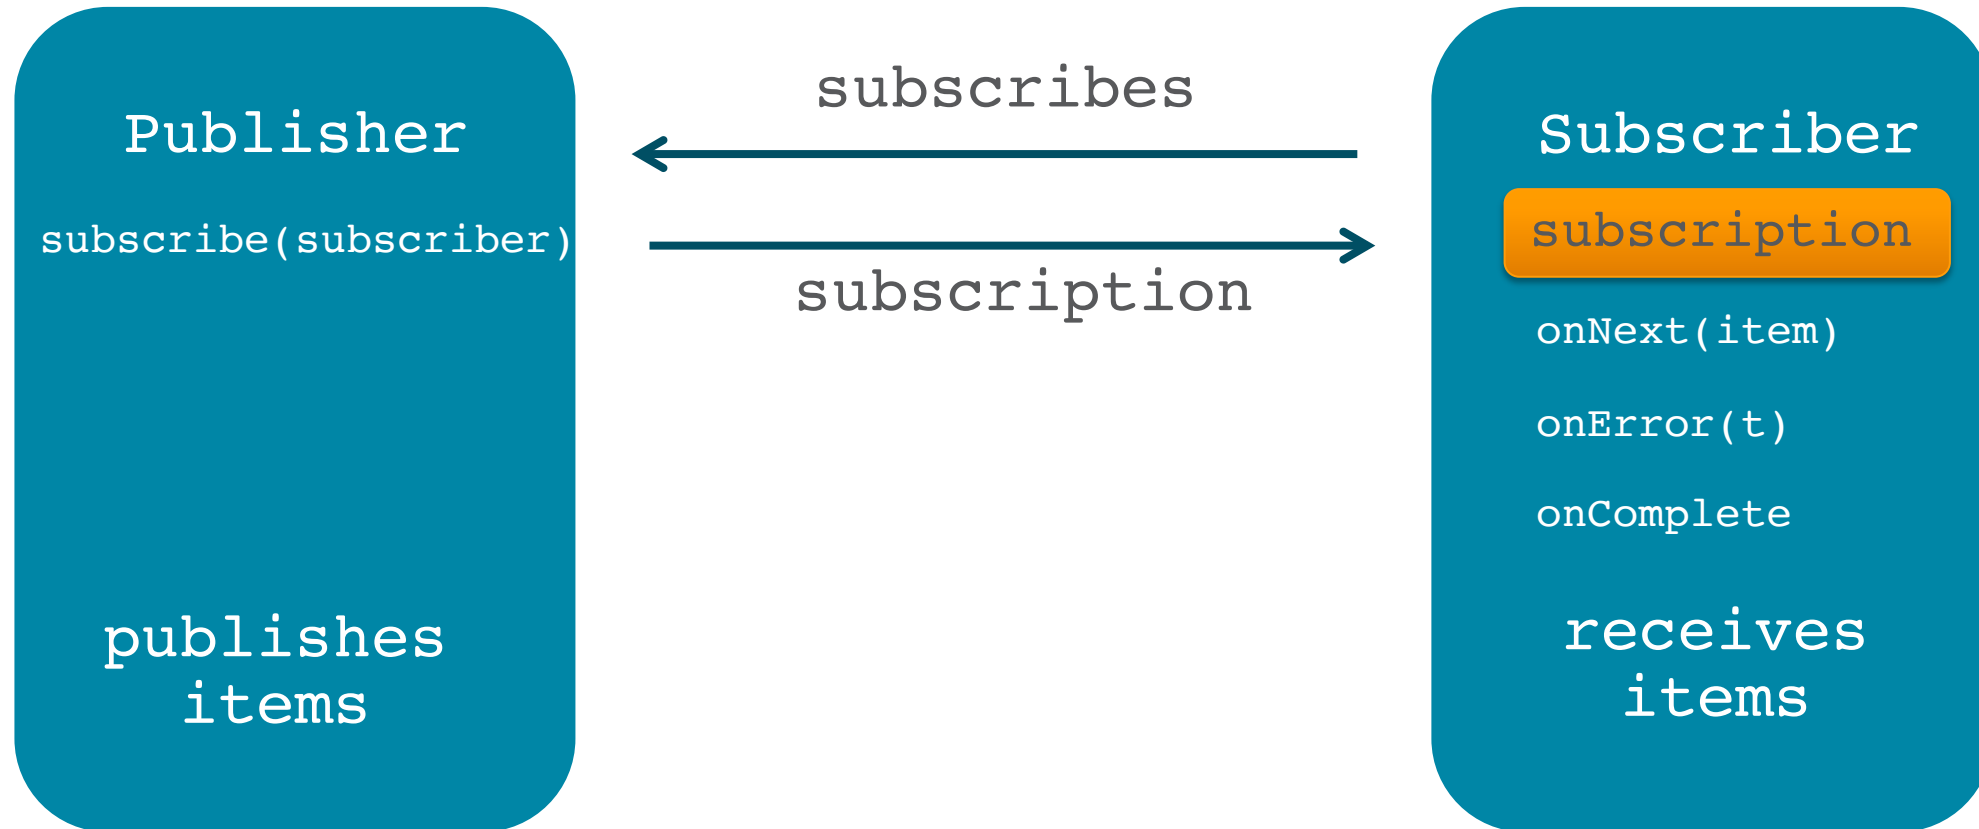 Publisher
subscribe(subscriber)
publishes
items
subscribes
subscription
Subscriber
subscription
onNext(item)
onError(t)
onComplete
receives
items